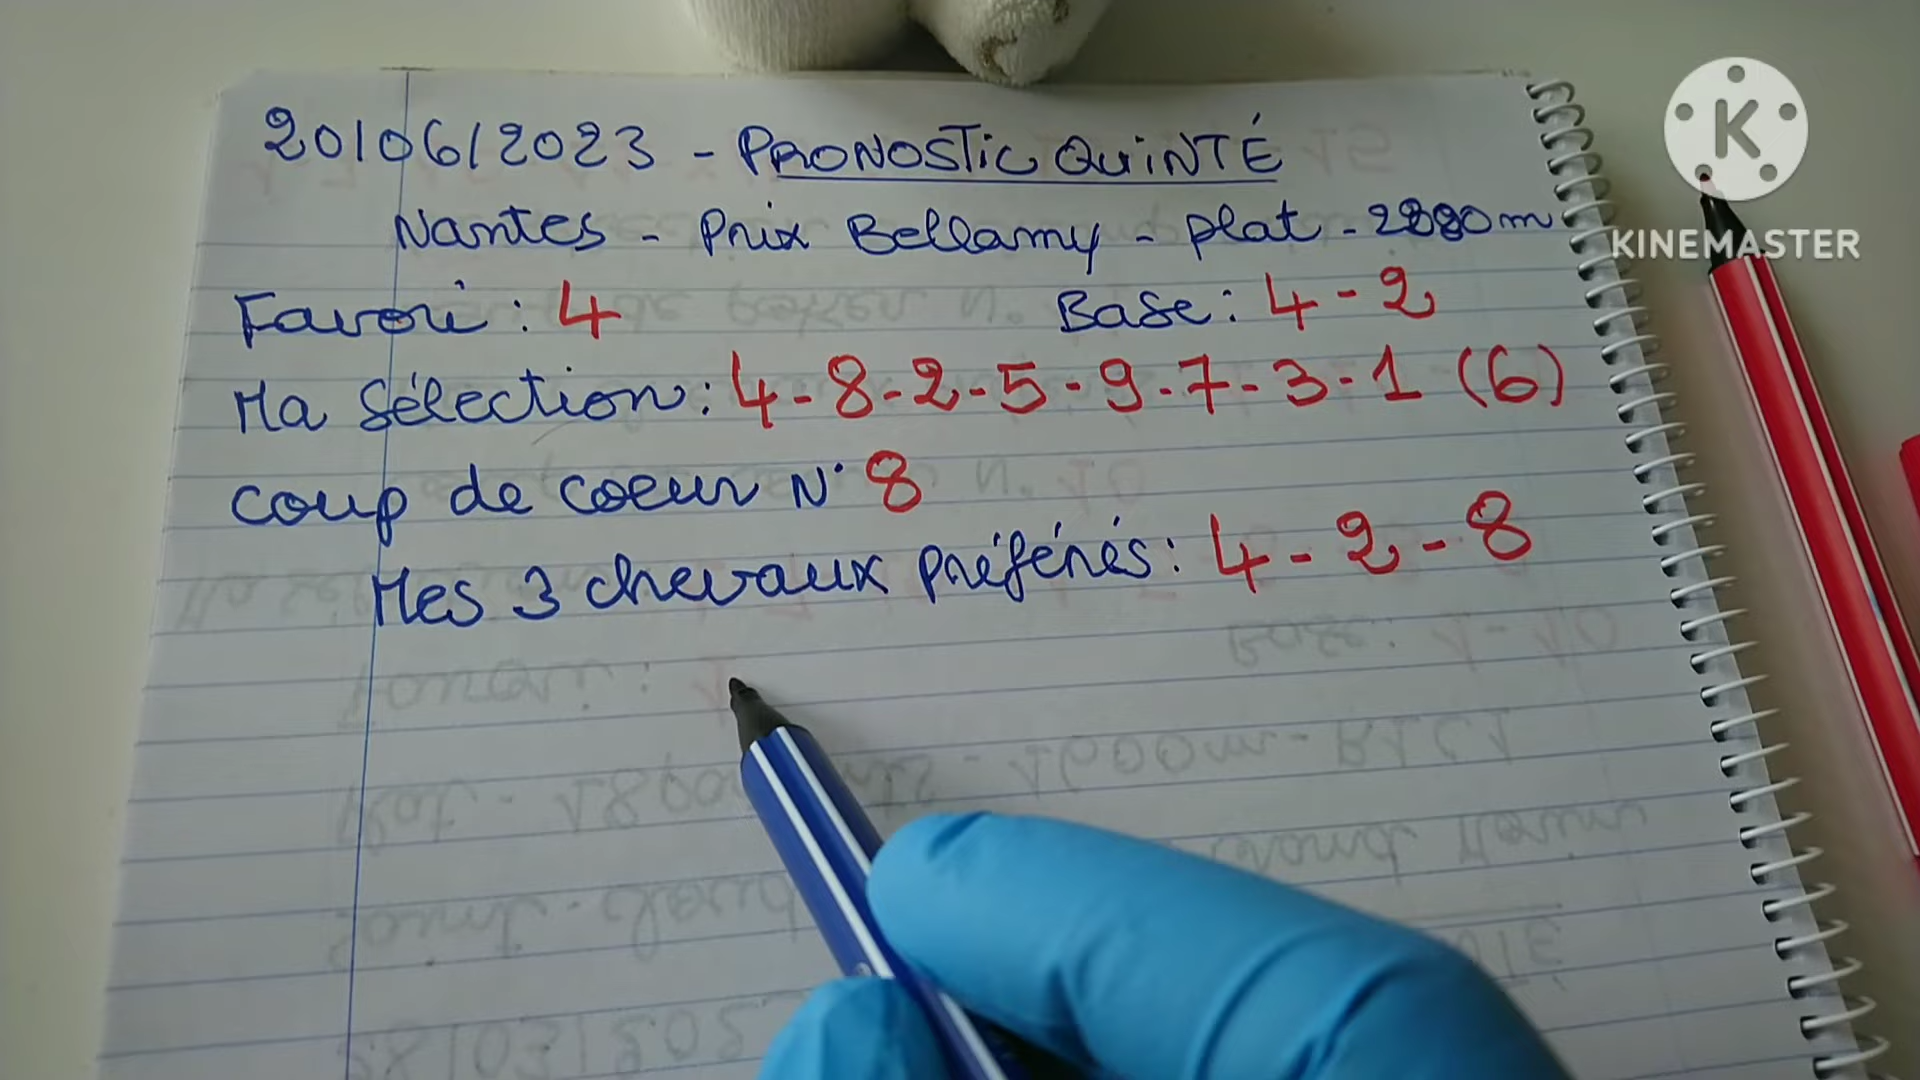 20/06/2023 - PRONOSTIC QUINTÉ
Nantes - Prix Bellamy - plat - 2880m
Favori : 4 Base : 4 - 2
Ma Sélection : 4 - 8 - 2 - 5 - 9 - 7 - 3 - 1 (6)
coup de coeur N° 8
Mes 3 chevaux préférés : 4 - 2 - 8
K
KINEMASTER